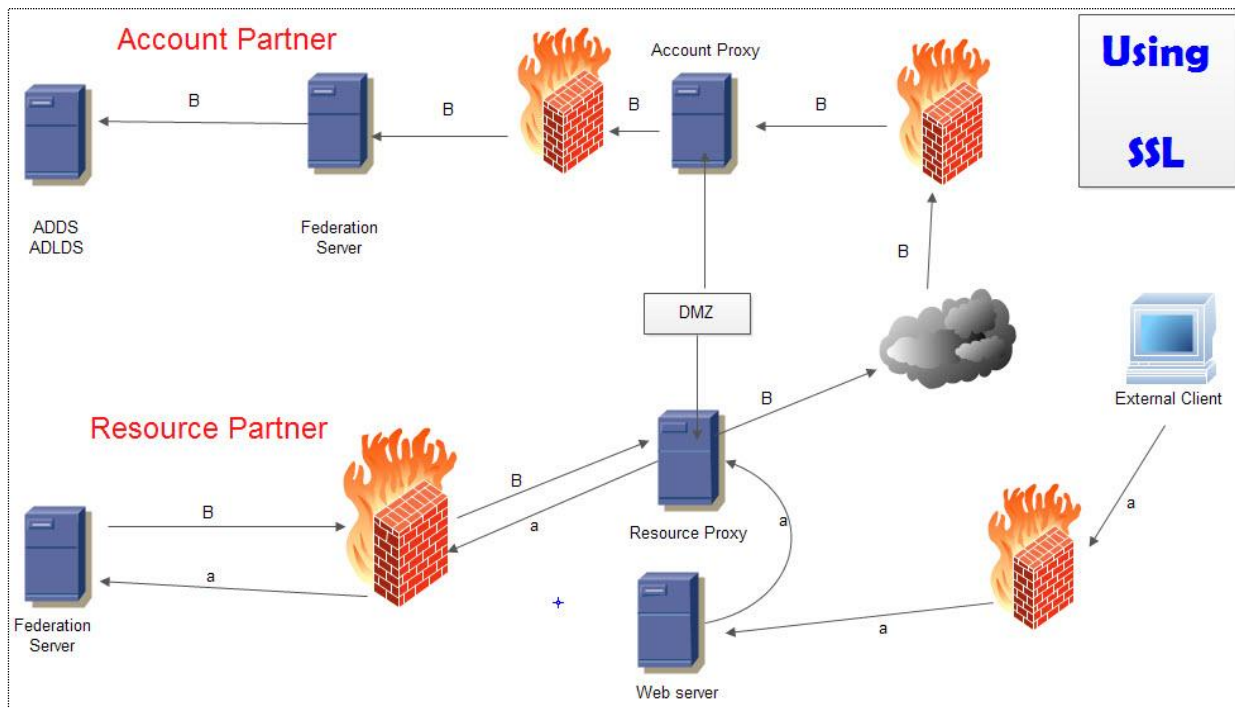 Account Partner
Account Proxy
Using
SSL
B
B
B
B
ADDS
ADLDS
Federation
Server
B
DMZ
B
External Client
Resource Partner
B
B
a
a
a
Resource Proxy
a
a
Federation
Server
Web server